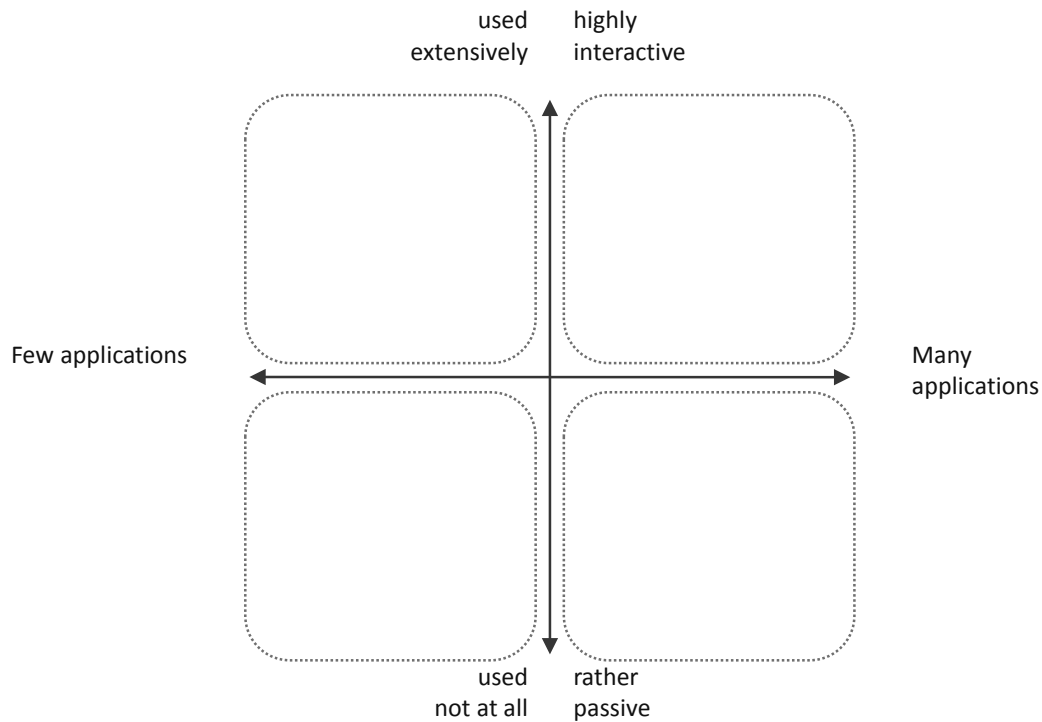 used
extensively
highly
interactive
Few applications
Many
applications
used
not at all
rather
passive